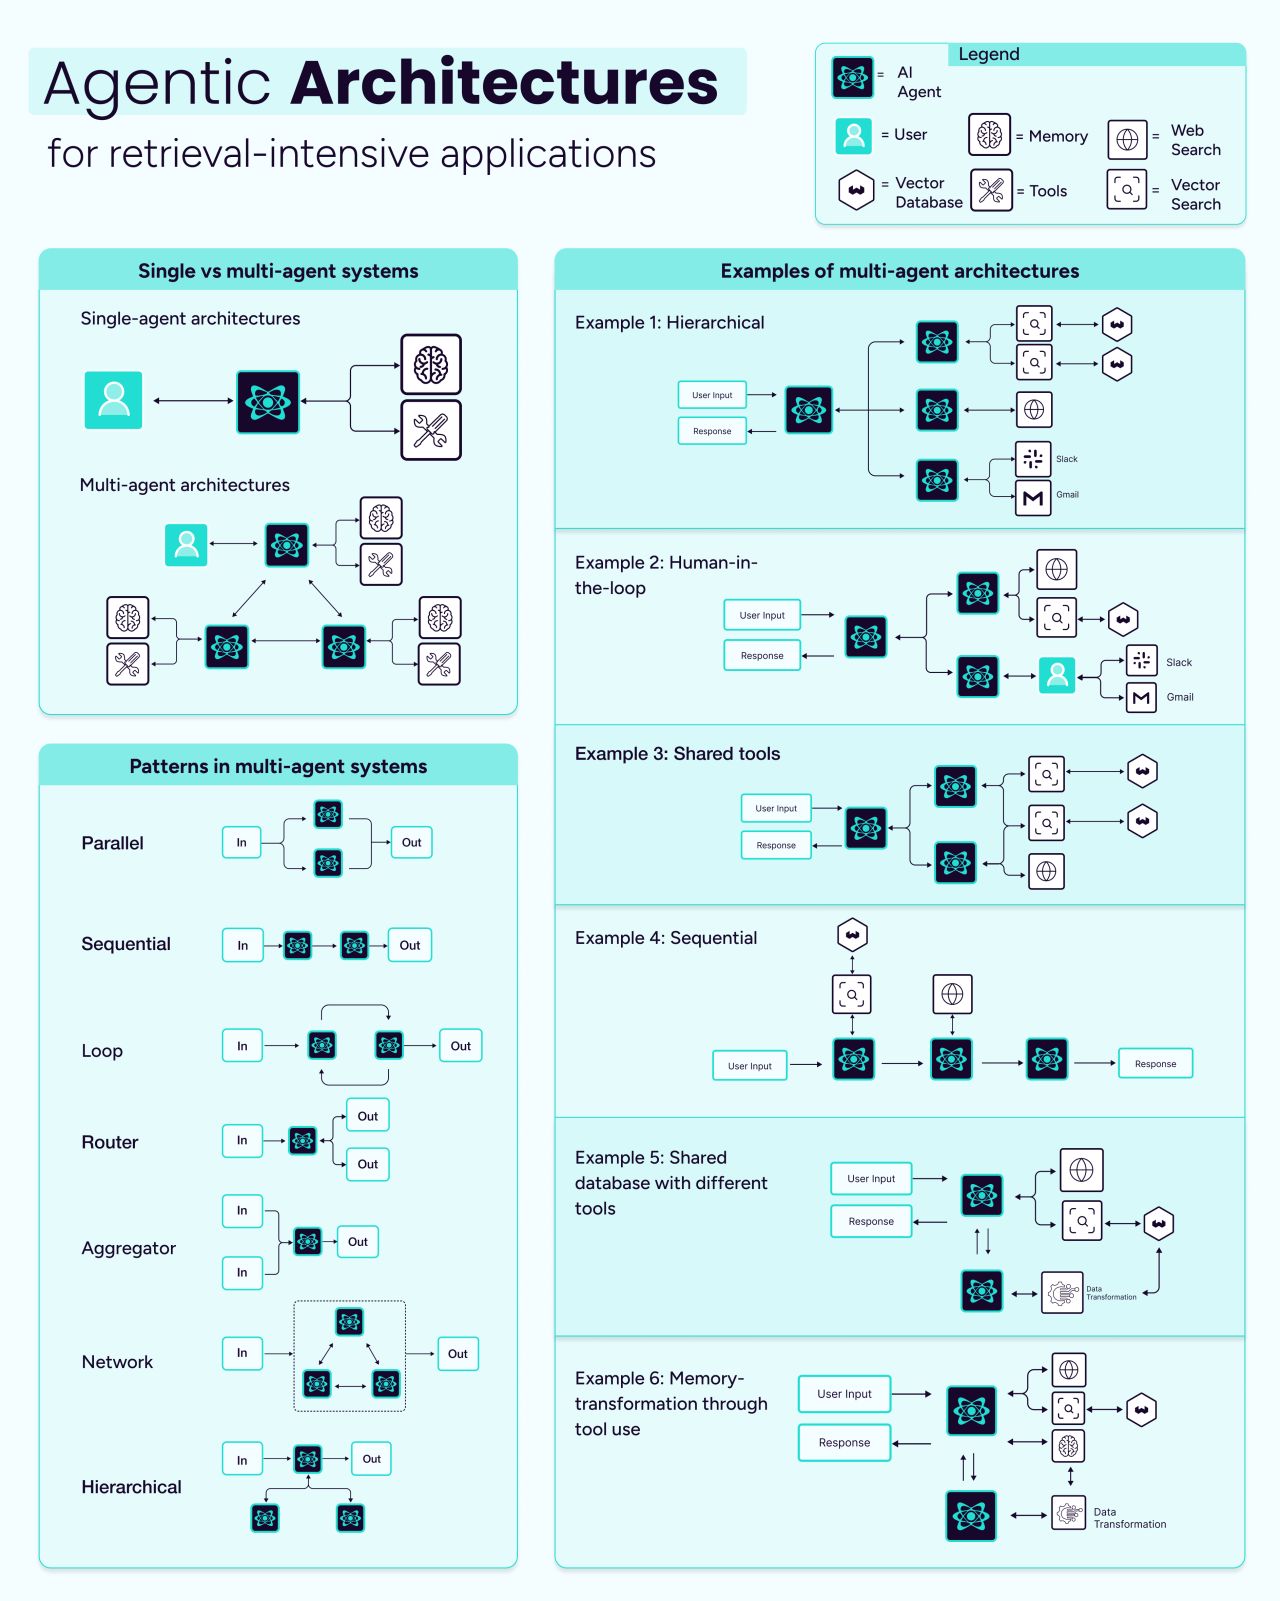 Agentic Architectures
for retrieval-intensive applications
Legend
= AI
Agent
= User
= Memory
= Web
Search
= Vector
Database
= Tools
= Vector
Search
Single vs multi-agent systems
Single-agent architectures
Multi-agent architectures
Patterns in multi-agent systems
Parallel
In
Out
Sequential
In
Out
Loop
In
Out
Router
In
Out
Out
Aggregator
In
In
Out
Network
In
Out
Hierarchical
In
Out
Examples of multi-agent architectures
Example 1: Hierarchical
User Input
Response
Slack
Gmail
Example 2: Human-in-
the-loop
User Input
Response
Slack
Gmail
Example 3: Shared tools
User Input
Response
Example 4: Sequential
User Input
Response
Example 5: Shared
database with different
tools
User Input
Response
Data
Transformation
Example 6: Memory-
transformation through
tool use
User Input
Response
Data
Transformation